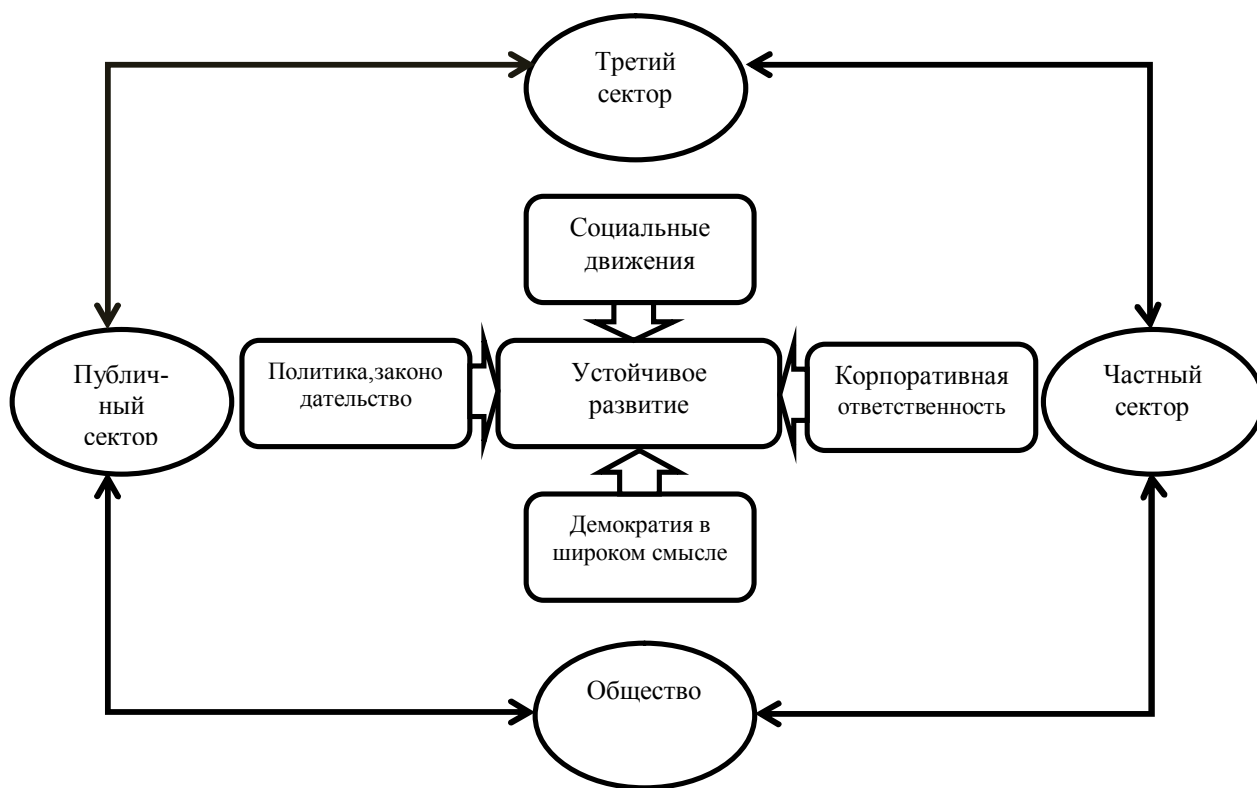 Третий
сектор
Социальные
движения
Публич-
ный
сектор
Политика,законо
дательство
Устойчивое
развитие
Корпоративная
ответственность
Частный
сектор
Демократия в
широком смысле
Общество